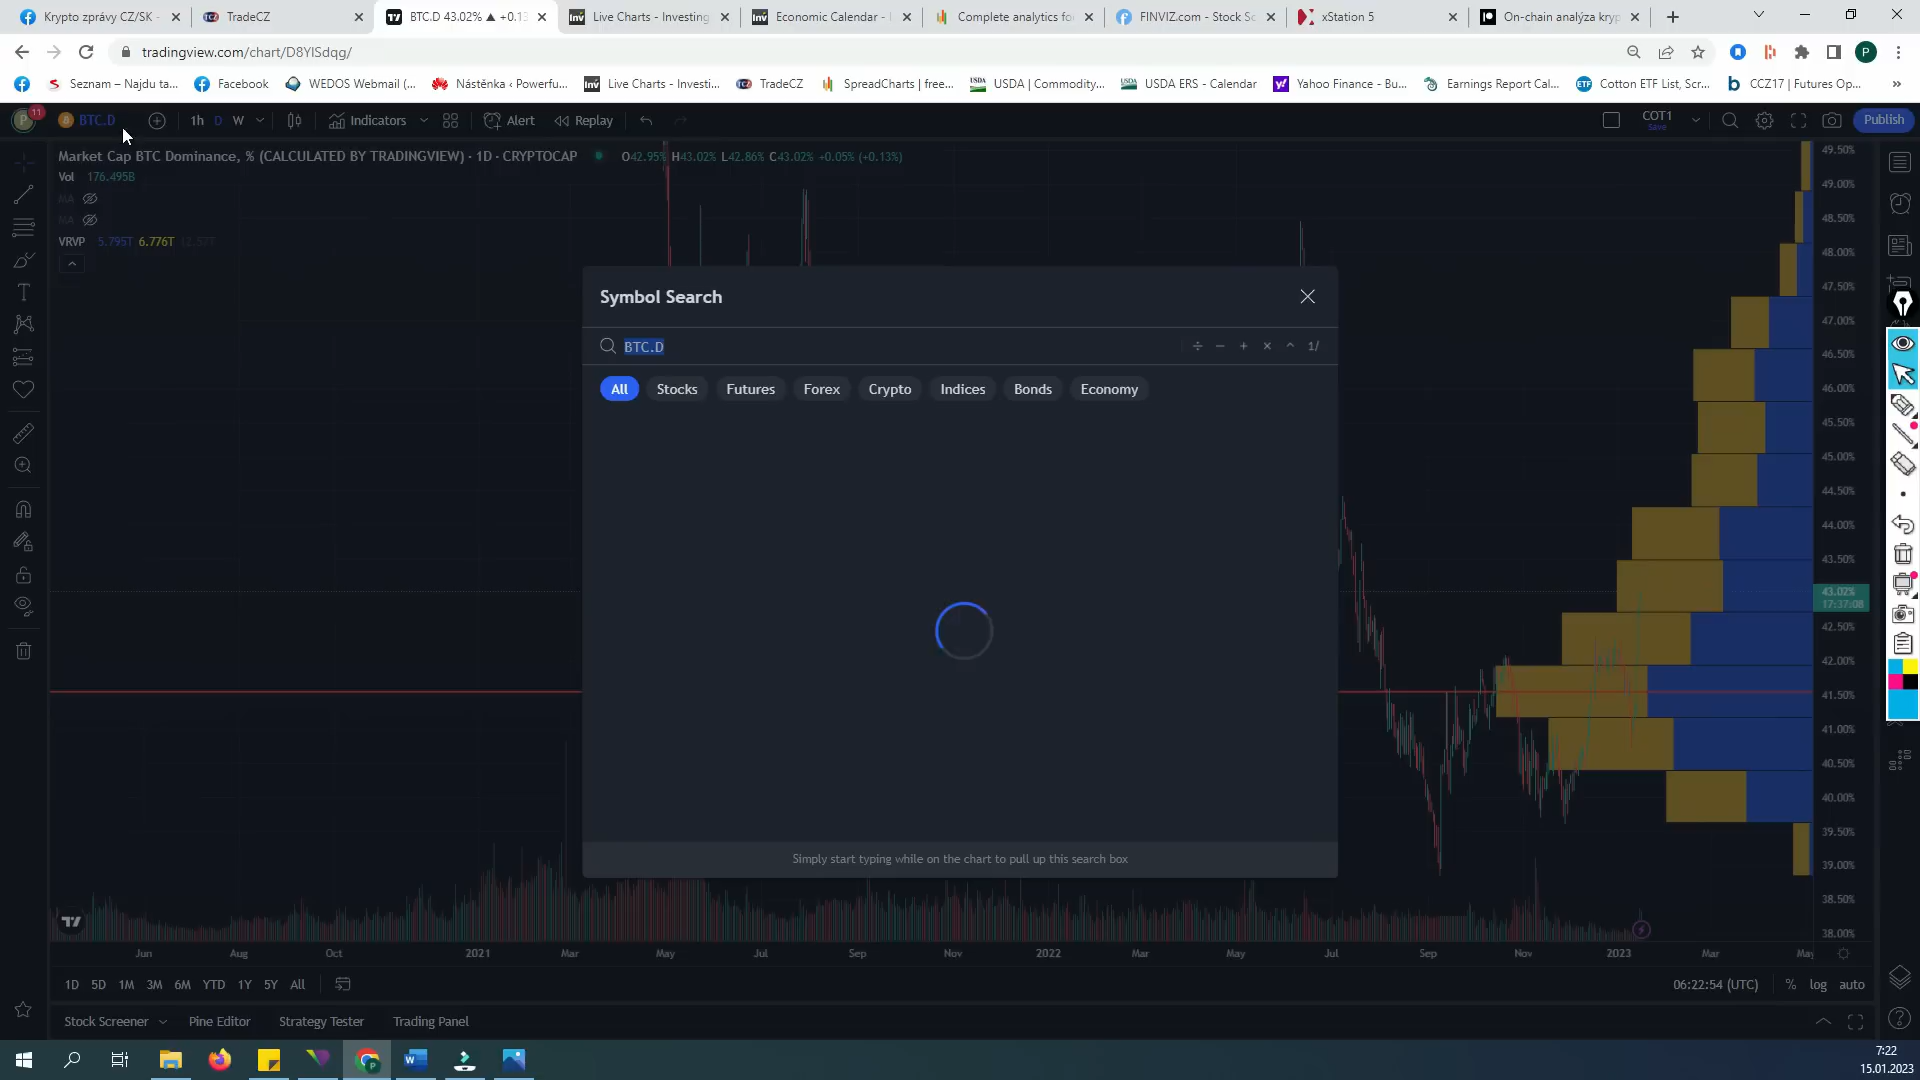 Krypto zprávy CZ/SK - TradeCZ BTC.D 43.02% ▲ +0.13 Live Charts - Investing Economic Calendar - Complete analytics fo FINVIZ.com - Stock Sc xStation 5 On-chain analýza kryp
tradingview.com/chart/D8YlSdqg/ P
Seznam – Najdu ta... Facebook WEDOS Webmail (... Nástěnka ‹ Powerfu... Live Charts - Investi... TradeCZ SpreadCharts | free... USDA | Commodity... USDA ERS - Calendar Yahoo Finance - Bu... Earnings Report Cal... Cotton ETF List, Scr... CCZ17 | Futures Op... »
P 11 BTC.D 1h D W Indicators Alert Replay COT1 Save Publish
Market Cap BTC Dominance, % (CALCULATED BY TRADINGVIEW) · 1D · CRYPTOCAP O42.95% H43.02% L42.86% C43.02% +0.05 (+0.13%)
Vol 176.495B
MA
MA
VRVP 5.795T 6.776T 12.57T
Symbol Search
BTC.D ÷ − + × ^ 1/
All Stocks Futures Forex Crypto Indices Bonds Economy
Simply start typing while on the chart to pull up this search box
49.50%
49.00%
48.50%
48.00%
47.50%
47.00%
46.50%
46.00%
45.50%
45.00%
44.50%
44.00%
43.50%
43.02%
17:37:08
42.50%
42.00%
41.50%
41.00%
40.50%
40.00%
39.50%
39.00%
38.50%
38.00%
Jun Aug Oct 2021 Mar May Jul Sep Nov 2022 Mar May Jul Sep Nov 2023 Mar May
1D 5D 1M 3M 6M YTD 1Y 5Y All 06:22:54 (UTC) % log auto
Stock Screener Pine Editor Strategy Tester Trading Panel
7:22
15.01.2023